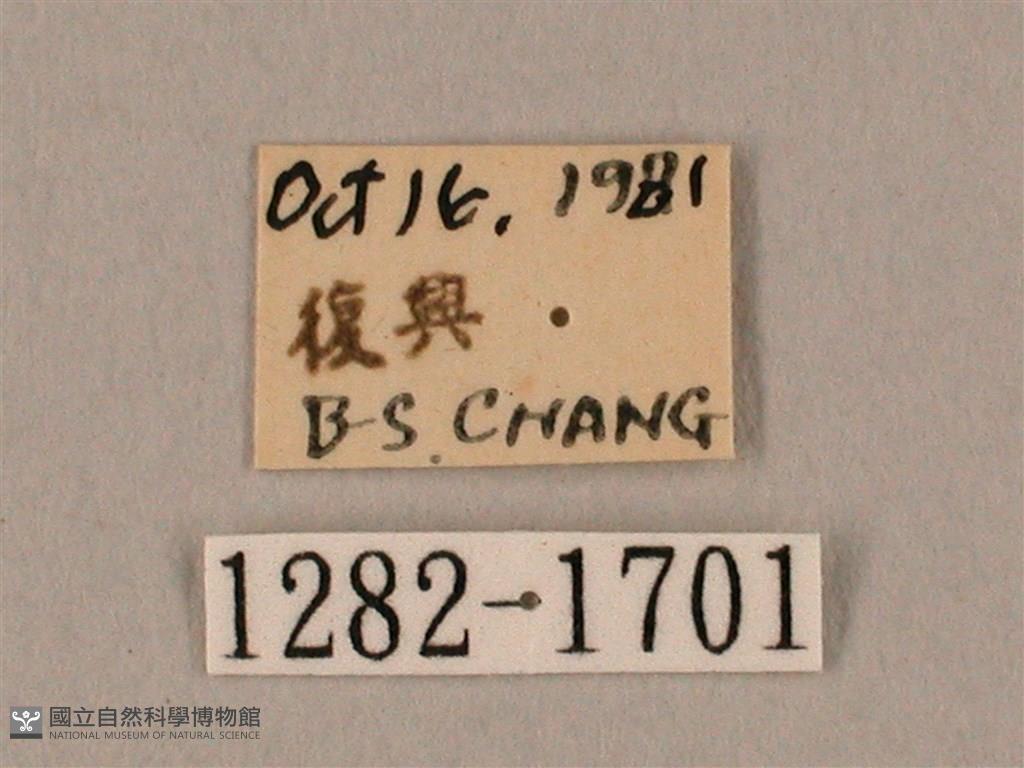 Oct 16, 1981
復興
B-S. CHANG
1282-1701
國立自然科學博物館
NATIONAL MUSEUM OF NATURAL SCIENCE